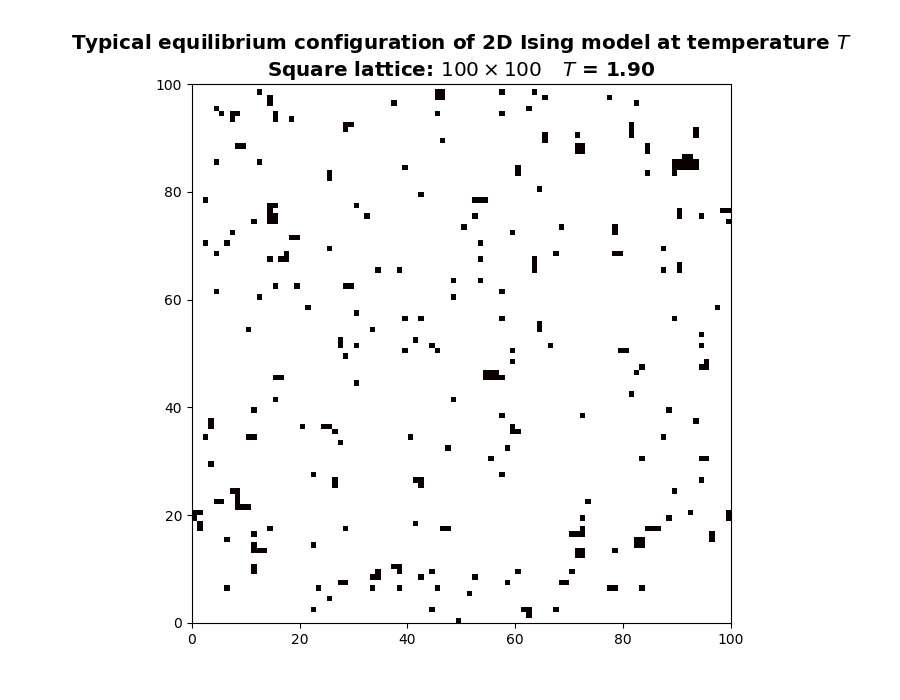 Typical equilibrium configuration of 2D Ising model at temperature T
Square lattice: 100 × 100 T = 1.90
100
80
60
40
20
0
0 20 40 60 80 100